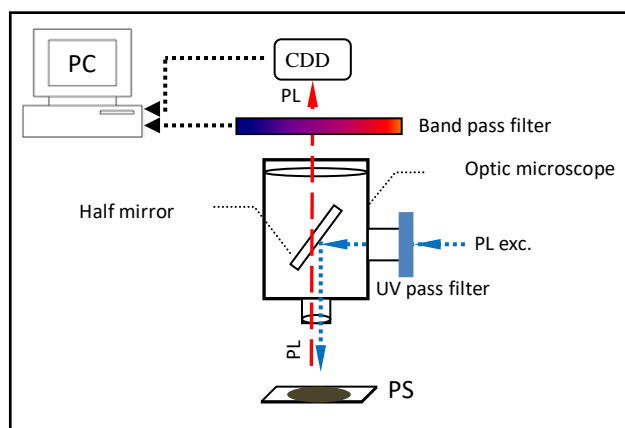 PC
CDD
PL
Band pass filter
Optic microscope
Half mirror
PL exc.
UV pass filter
PL
PS